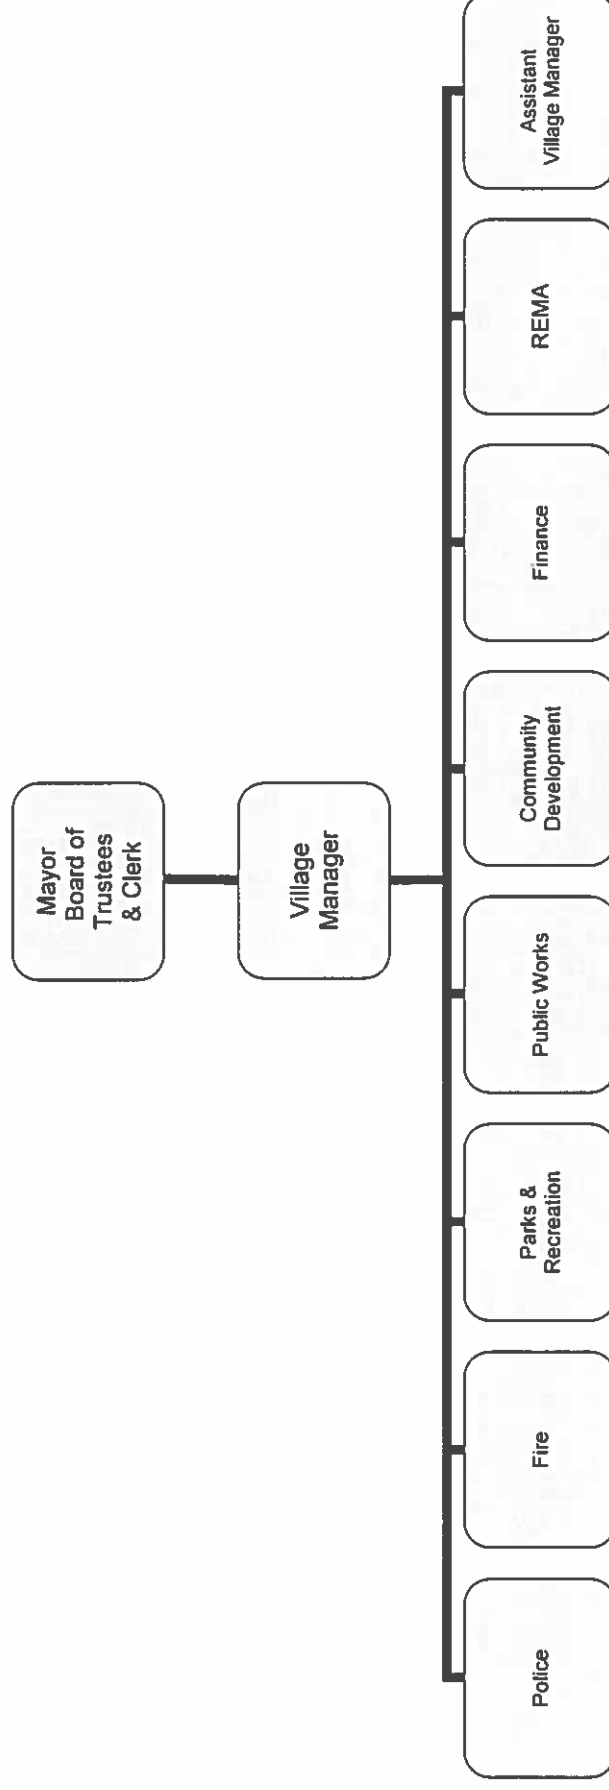 Mayor
Board of
Trustees
& Clerk
Village
Manager
Police
Fire
Parks &
Recreation
Public Works
Community
Development
Finance
REMA
Assistant
Village Manager